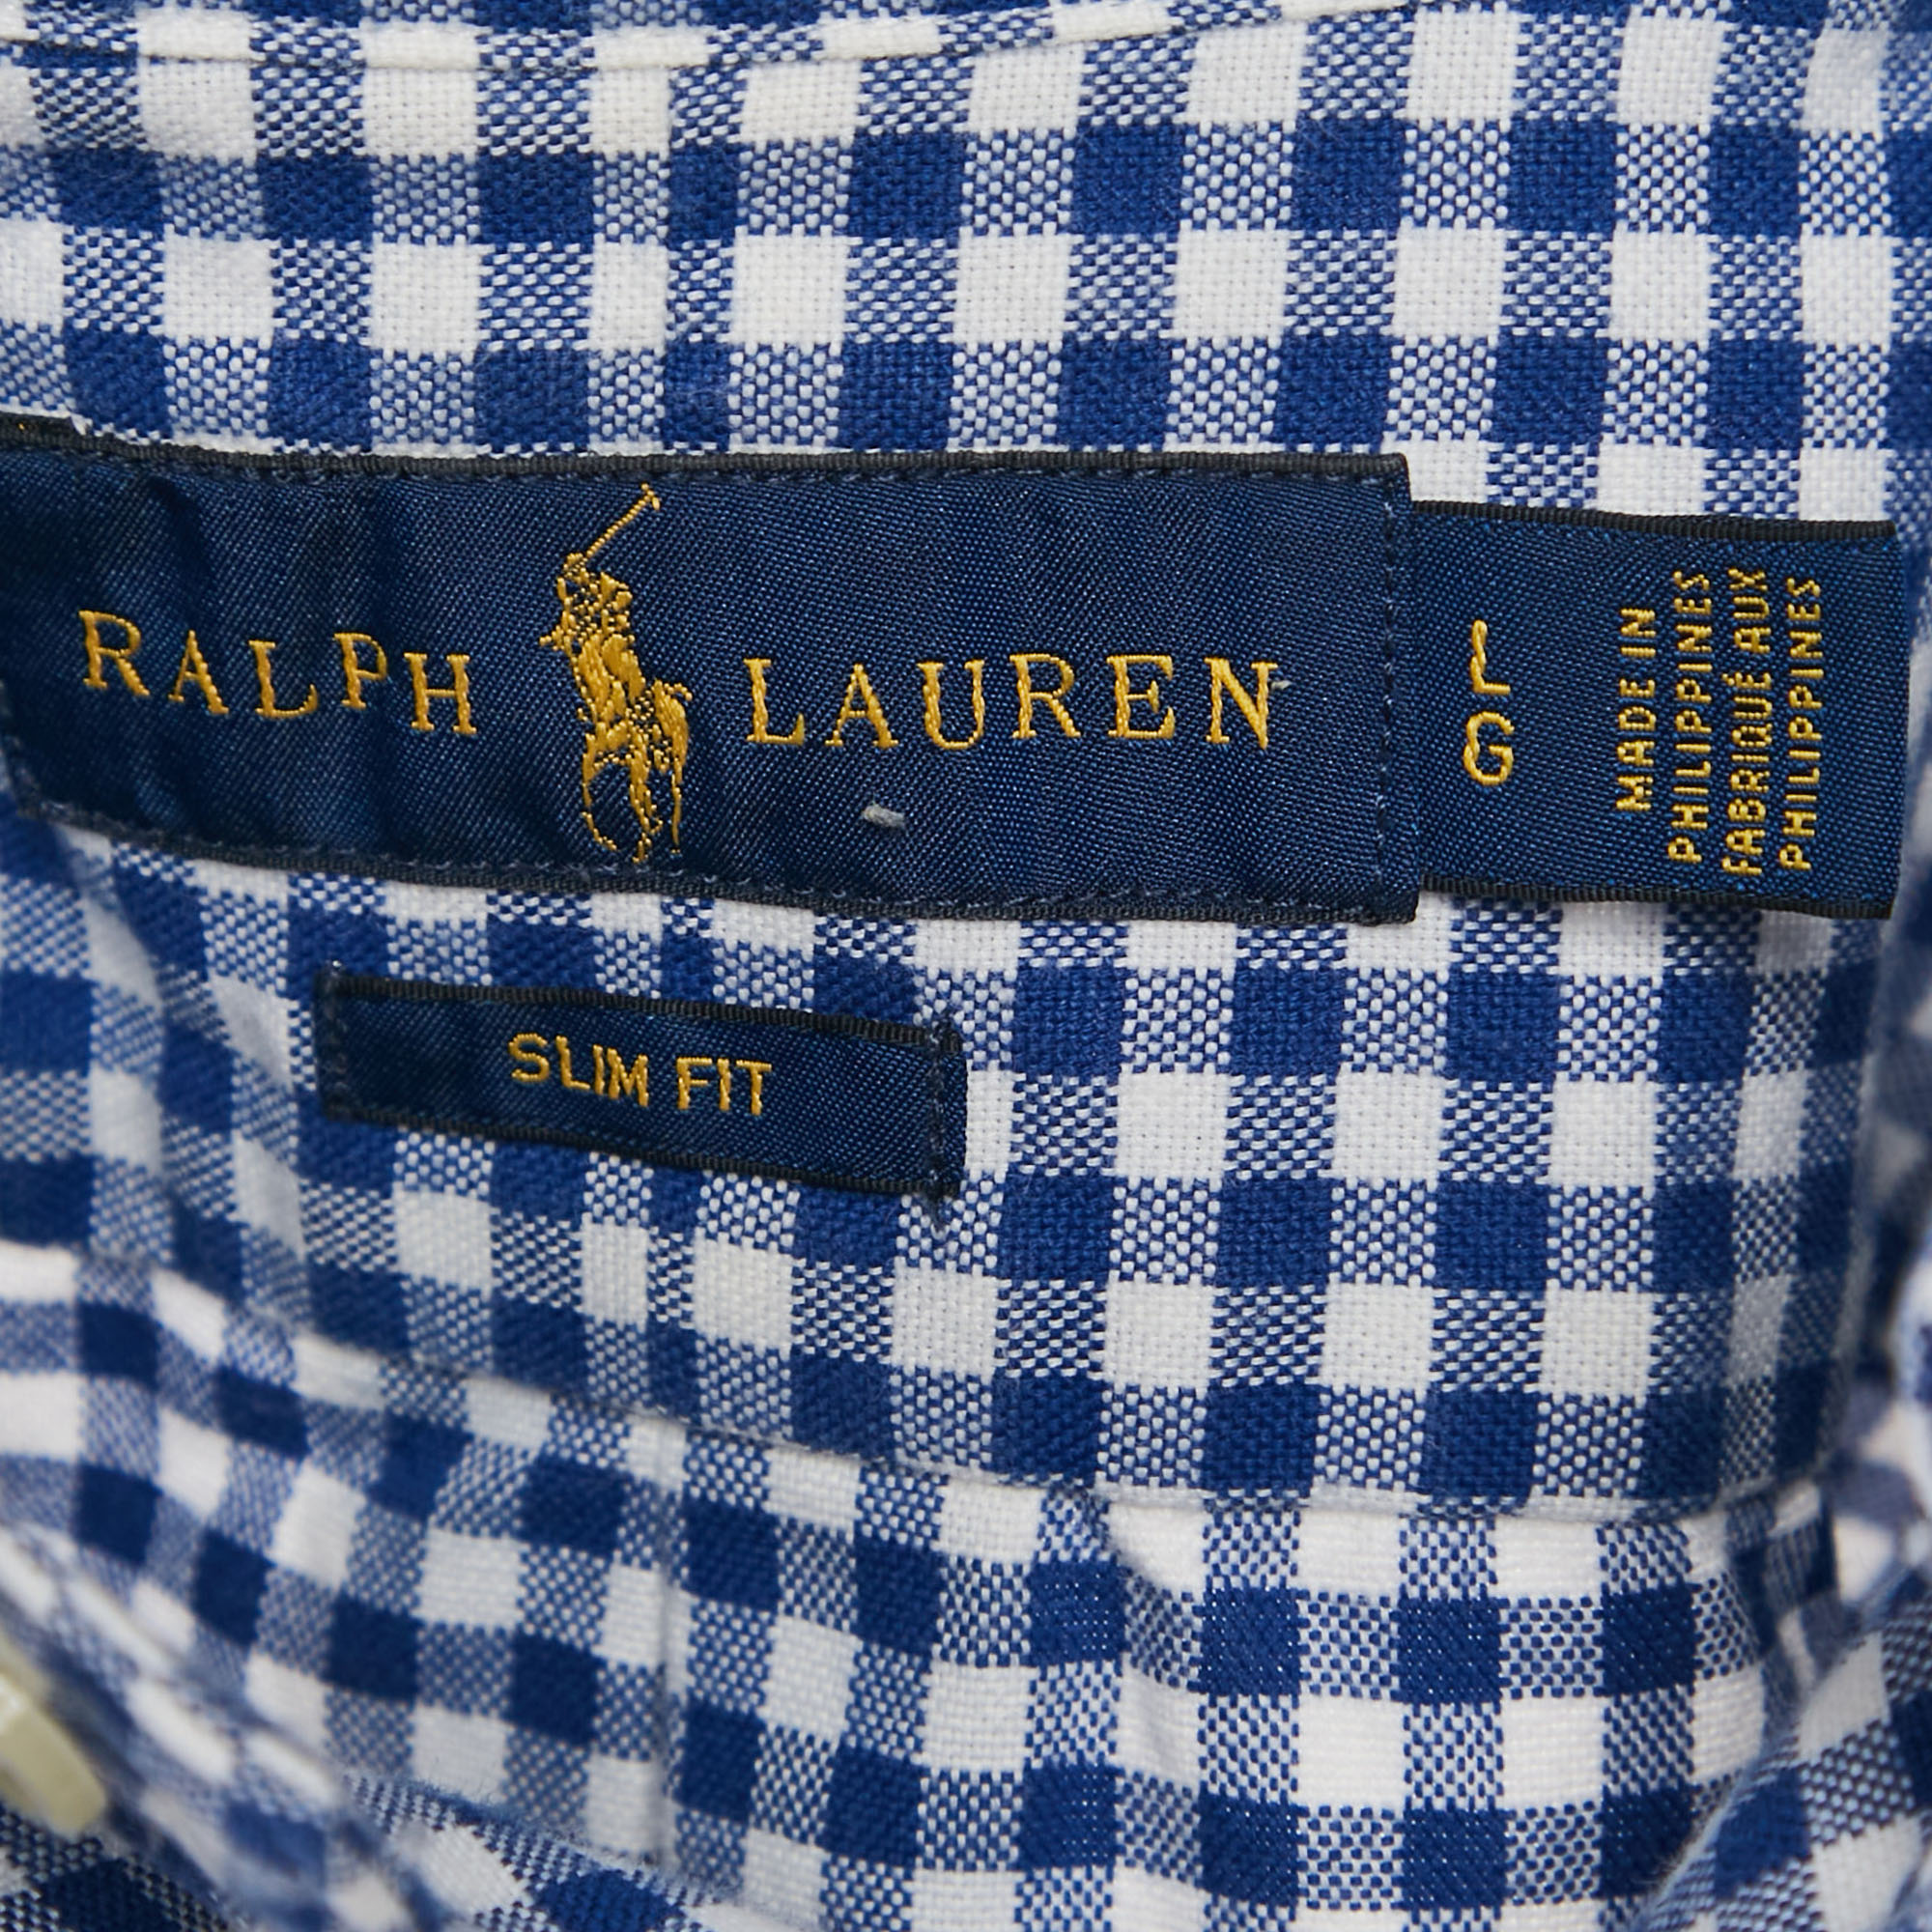 RALPH LAUREN
L
G
MADE IN
PHILIPPINES
FABRIQUÉ AUX
PHILIPPINES
SLIM FIT